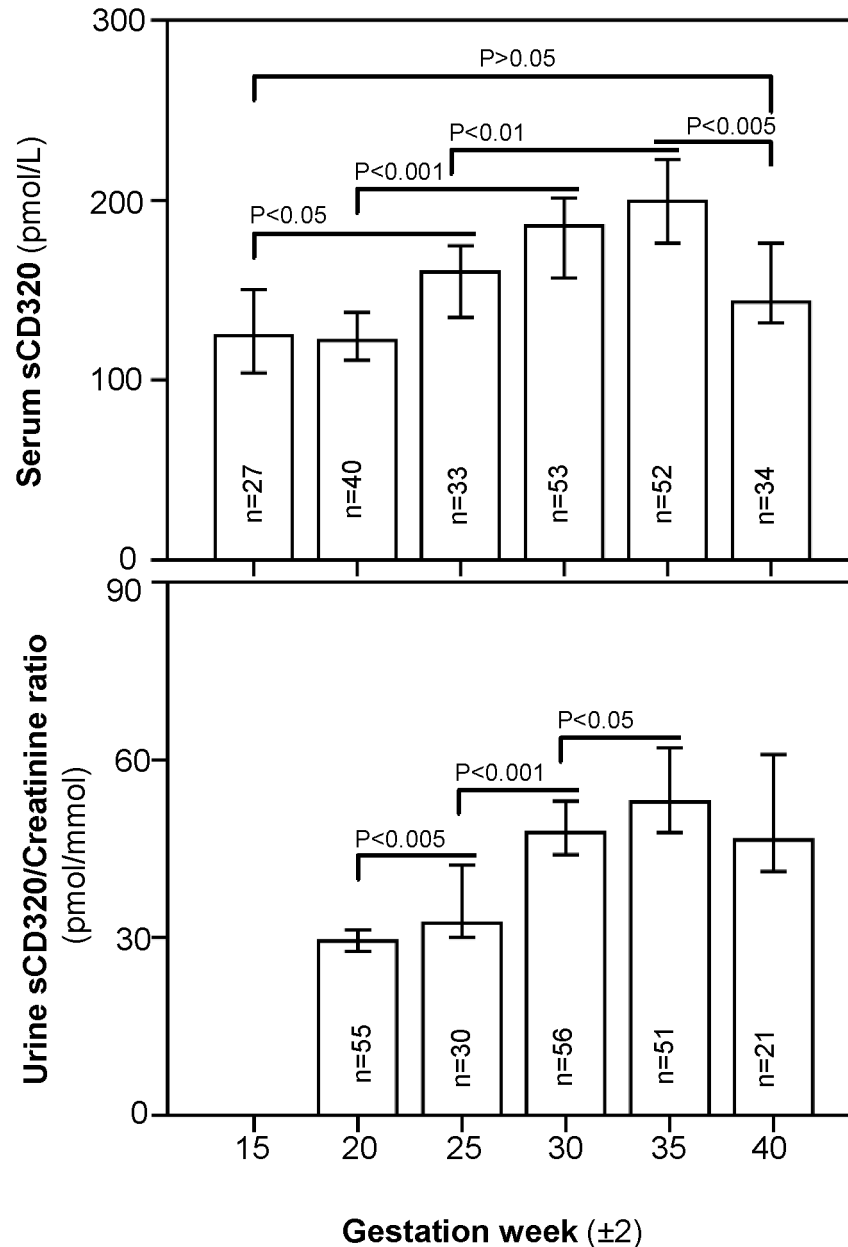 300
P>0.05
P<0.01
P<0.005
P<0.001
P<0.05
200
100
0
Serum sCD320 (pmol/L)
n=27
n=40
n=33
n=53
n=52
n=34
90
P<0.05
60
P<0.001
P<0.005
30
0
Urine sCD320/Creatinine ratio
(pmol/mmol)
n=55
n=30
n=56
n=51
n=21
15 20 25 30 35 40
Gestation week (±2)